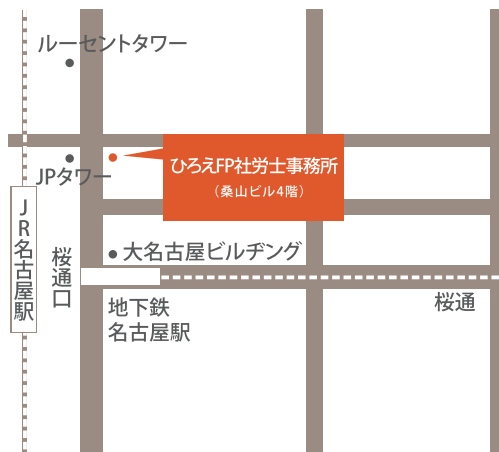 ルーセントタワー
ひろえFP社労士事務所
（桑山ビル4階）
JPタワー
JR名古屋駅
大名古屋ビルヂング
桜通口
地下鉄
名古屋駅
桜通